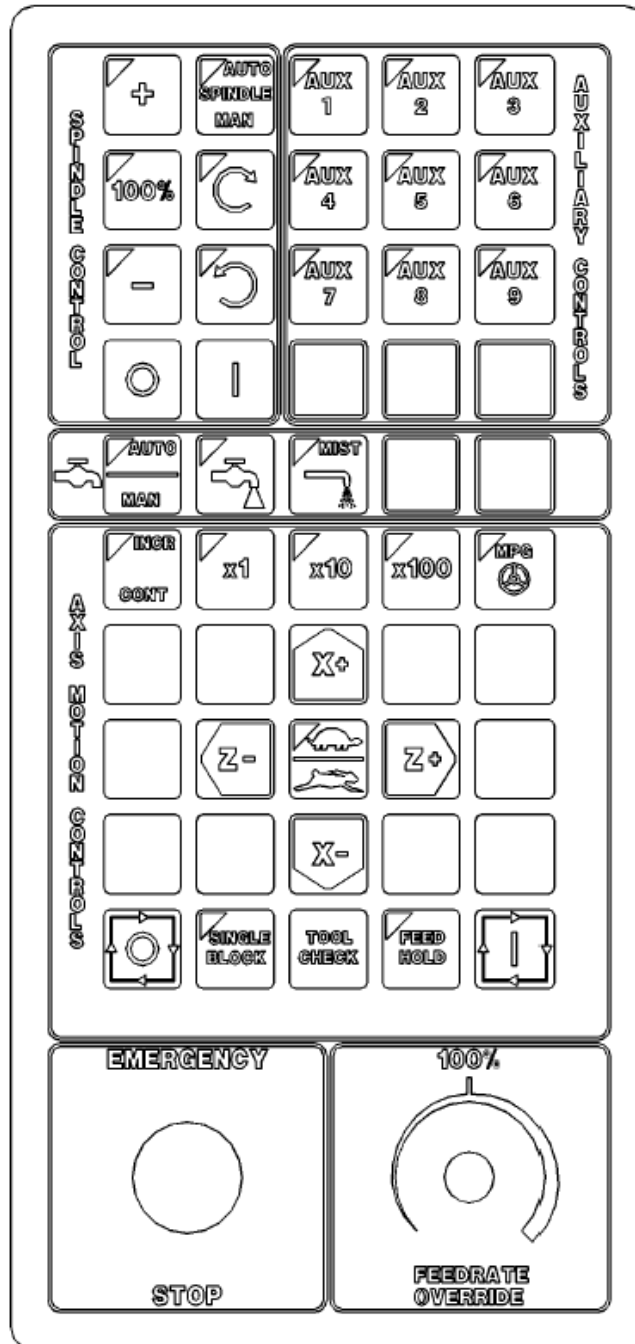 SPINDLE CONTROL
+
AUTO
SPINDLE
MAN
100%
-
AUX
1
AUX
2
AUX
3
AUX
4
AUX
5
AUX
6
AUX
7
AUX
8
AUX
9
AUXILIARY CONTROLS
AUTO
MAN
MIST
AXIS MOTION CONTROLS
INCR
CONT
x1
x10
x100
MPG
X+
Z-
Z+
X-
SINGLE
BLOCK
TOOL
CHECK
FEED
HOLD
EMERGENCY
STOP
100%
FEEDRATE
OVERRIDE